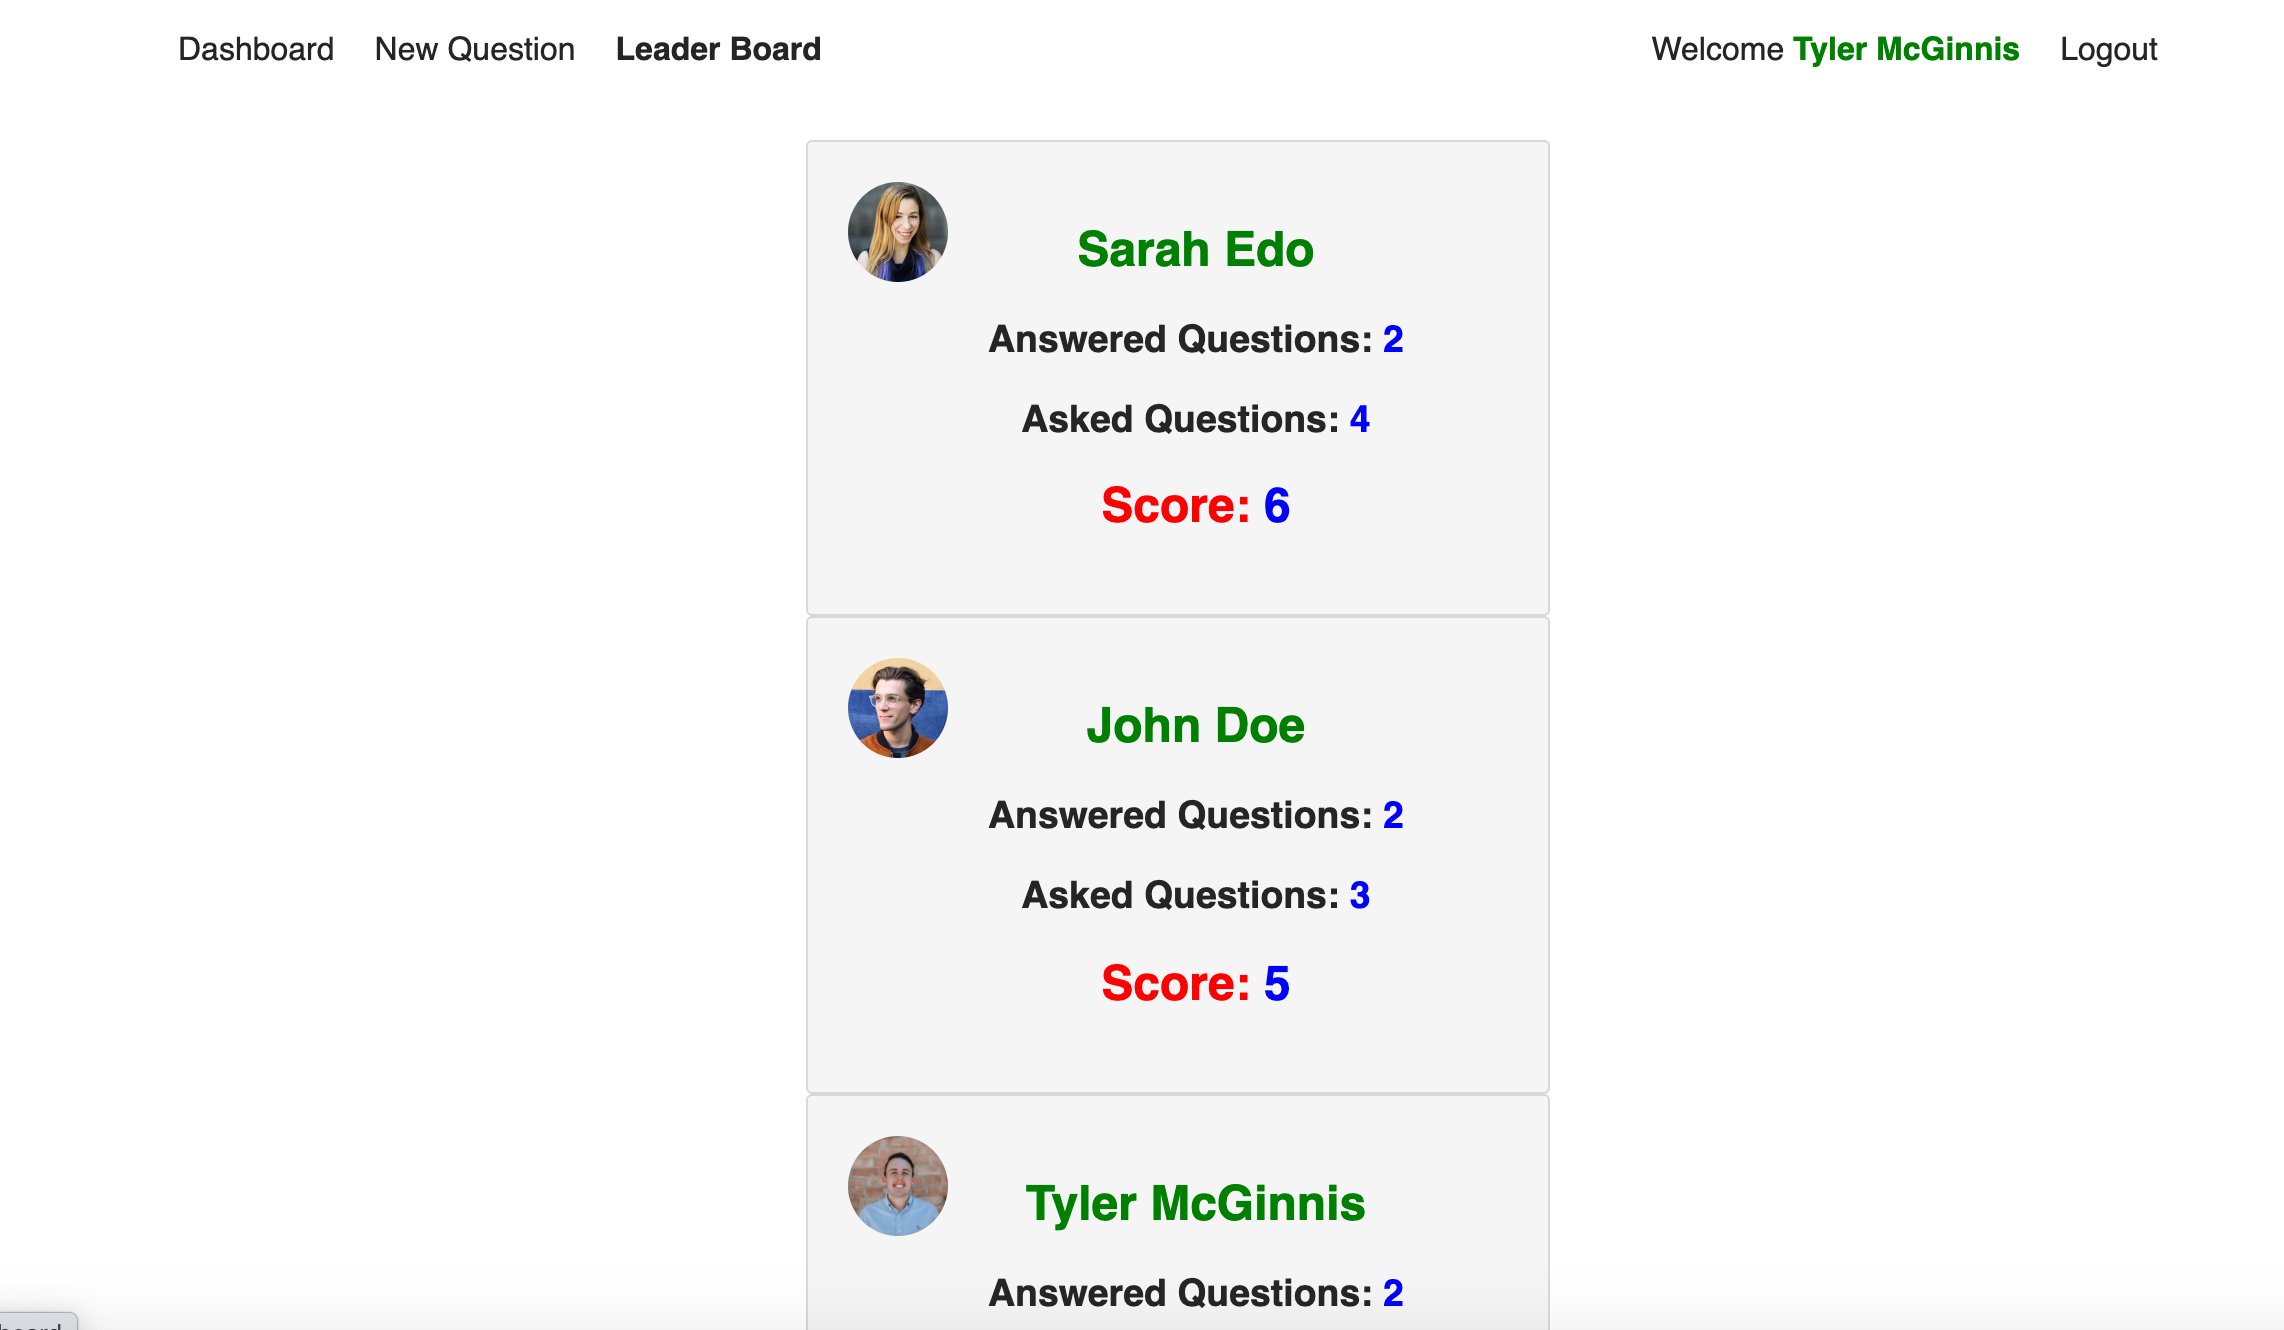 Dashboard New Question Leader Board Welcome Tyler McGinnis Logout
Sarah Edo
Answered Questions: 2
Asked Questions: 4
Score: 6
John Doe
Answered Questions: 2
Asked Questions: 3
Score: 5
Tyler McGinnis
Answered Questions: 2